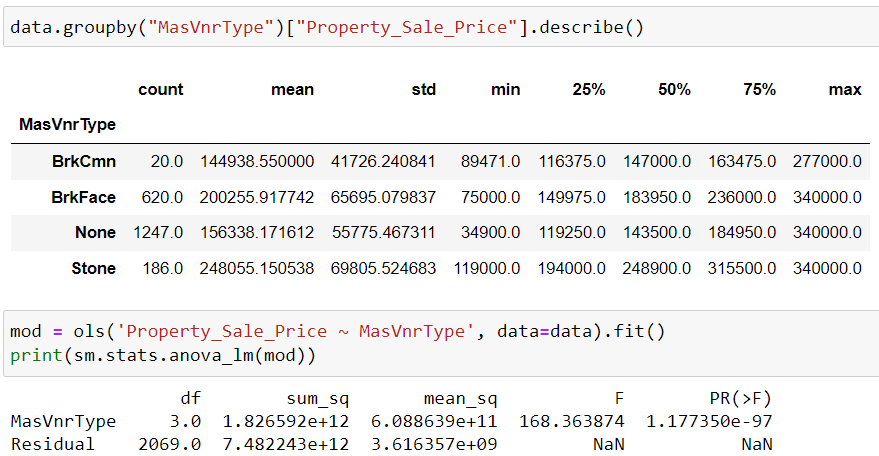 data.groupby("MasVnrType")["Property_Sale_Price"].describe()
count mean std min 25% 50% 75% max
MasVnrType
BrkCmn 20.0 144938.550000 41726.240841 89471.0 116375.0 147000.0 163475.0 277000.0
BrkFace 620.0 200255.917742 65695.079837 75000.0 149975.0 183950.0 236000.0 340000.0
None 1247.0 156338.171612 55775.467311 34900.0 119250.0 143500.0 184950.0 340000.0
Stone 186.0 248055.150538 69805.524683 119000.0 194000.0 248900.0 315500.0 340000.0
mod = ols('Property_Sale_Price ~ MasVnrType', data=data).fit()
print(sm.stats.anova_lm(mod))
df sum_sq mean_sq F PR(>F)
MasVnrType 3.0 1.826592e+12 6.088639e+11 168.363874 1.177350e-97
Residual 2069.0 7.482243e+12 3.616357e+09 NaN NaN